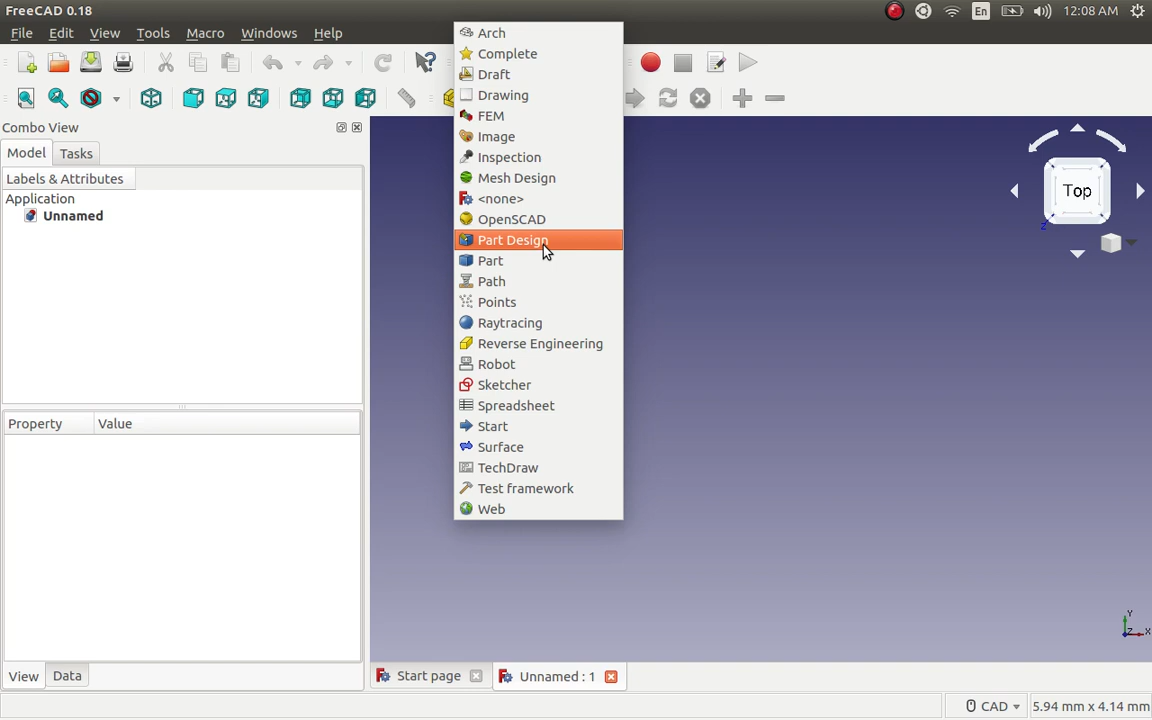 FreeCAD 0.18
En
12:08 AM
File Edit View Tools Macro Windows Help
Combo View
Model Tasks
Labels & Attributes
Application
Unnamed
Property Value
View Data
Arch
Complete
Draft
Drawing
FEM
Image
Inspection
Mesh Design
<none>
OpenSCAD
Part Design
Part
Path
Points
Raytracing
Reverse Engineering
Robot
Sketcher
Spreadsheet
Start
Surface
TechDraw
Test framework
Web
Top
Z
Y
Z
X
Start page
Unnamed : 1
CAD
5.94 mm x 4.14 mm